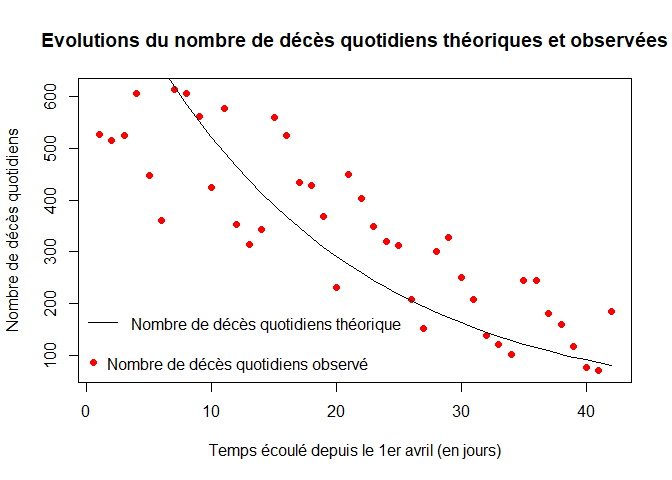 Evolutions du nombre de décès quotidiens théoriques et observées
Nombre de décès quotidiens
600
500
400
300
200
100
Nombre de décès quotidiens théorique
Nombre de décès quotidiens observé
0 10 20 30 40
Temps écoulé depuis le 1er avril (en jours)